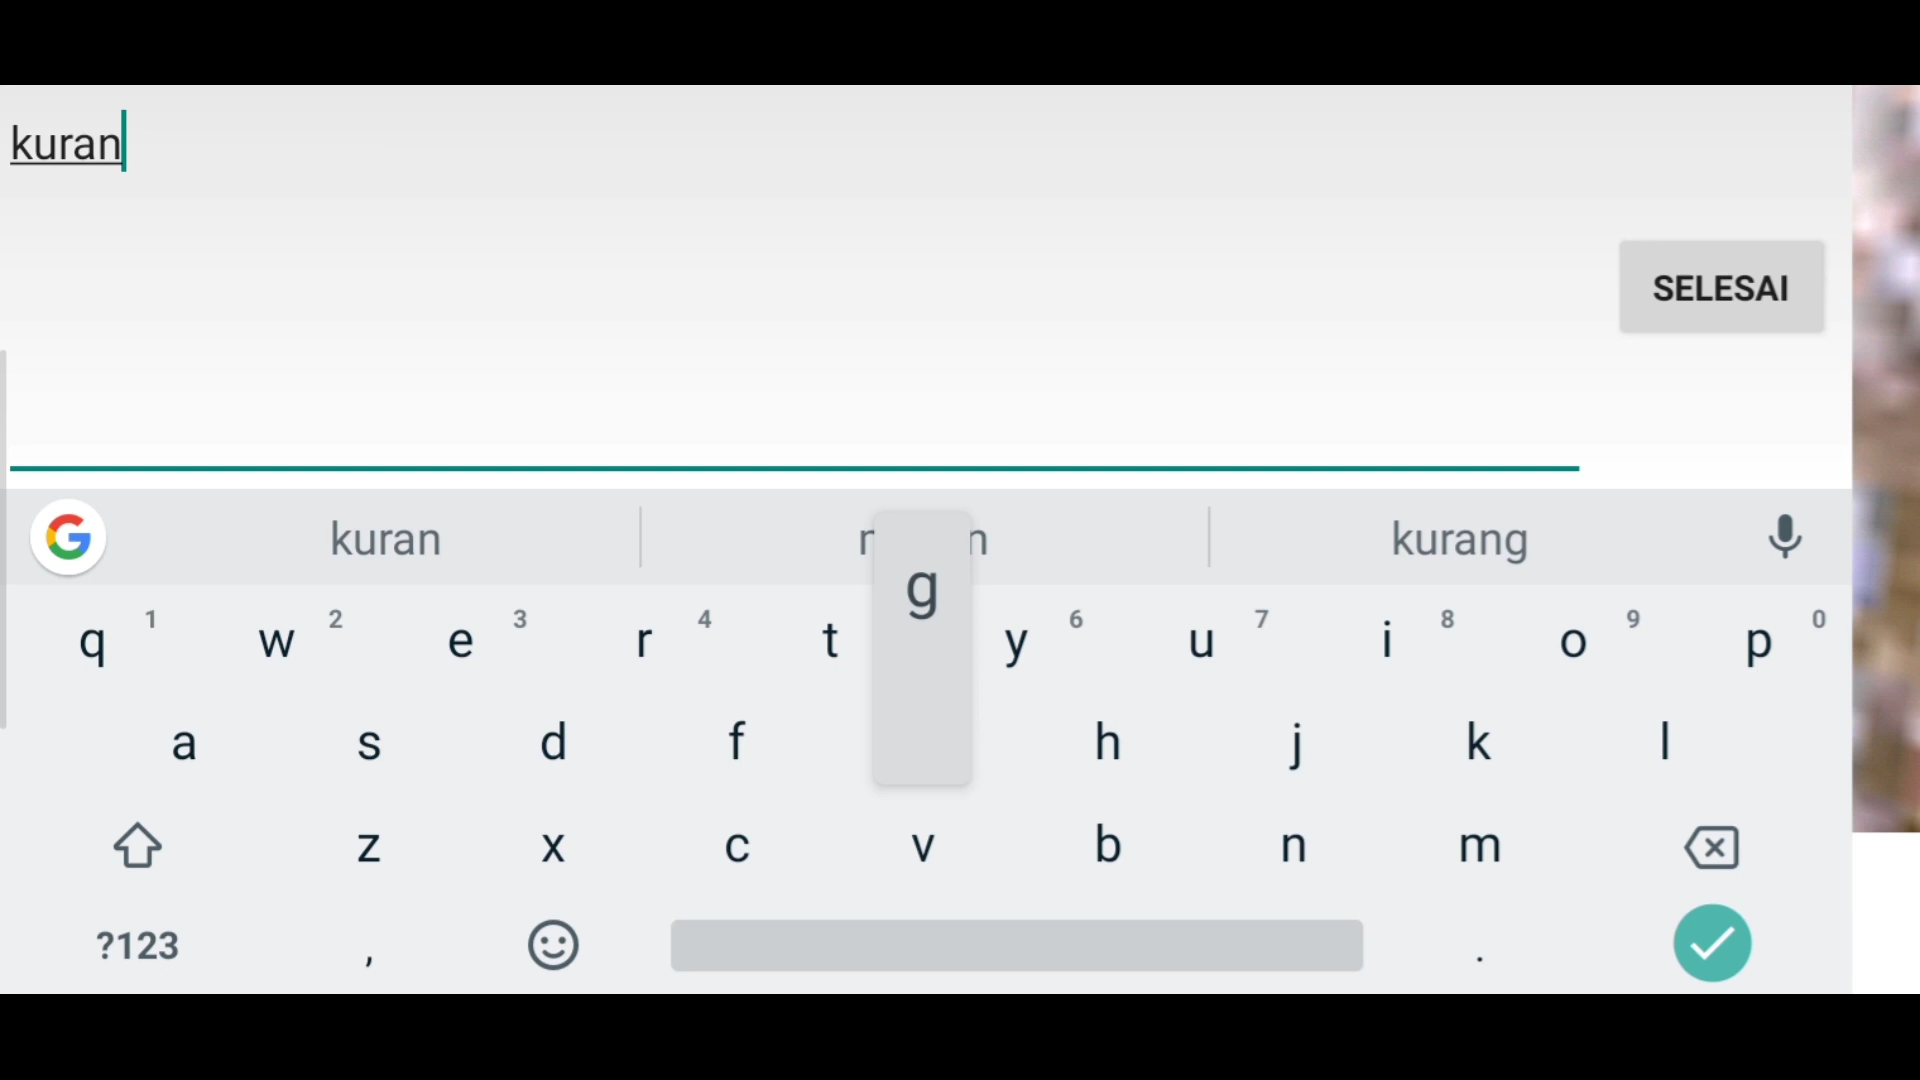 kuran
SELESAI
kuran kurang
g
q 1 w 2 e 3 r 4 t y 6 u 7 i 8 o 9 p 0
a s d f h j k l
z x c v b n m
?123 , .